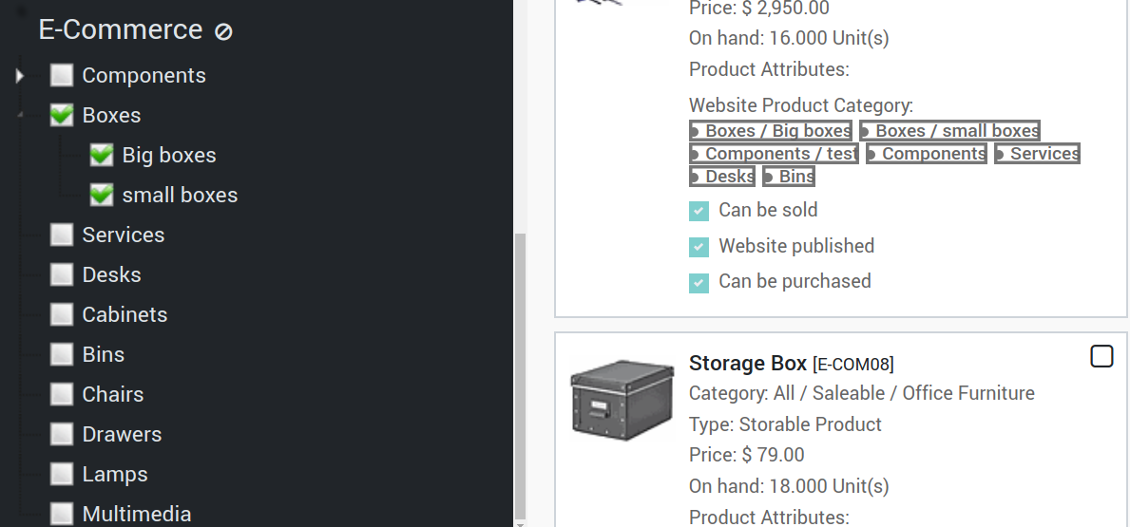 E-Commerce
Components
Boxes
Big boxes
small boxes
Services
Desks
Cabinets
Bins
Chairs
Drawers
Lamps
Multimedia
Price: $ 2,950.00
On hand: 16.000 Unit(s)
Product Attributes:
Website Product Category:
Boxes / Big boxes Boxes / small boxes
Components / test Components Services
Desks Bins
Can be sold
Website published
Can be purchased
Storage Box [E-COM08]
Category: All / Saleable / Office Furniture
Type: Storable Product
Price: $ 79.00
On hand: 18.000 Unit(s)
Product Attributes: